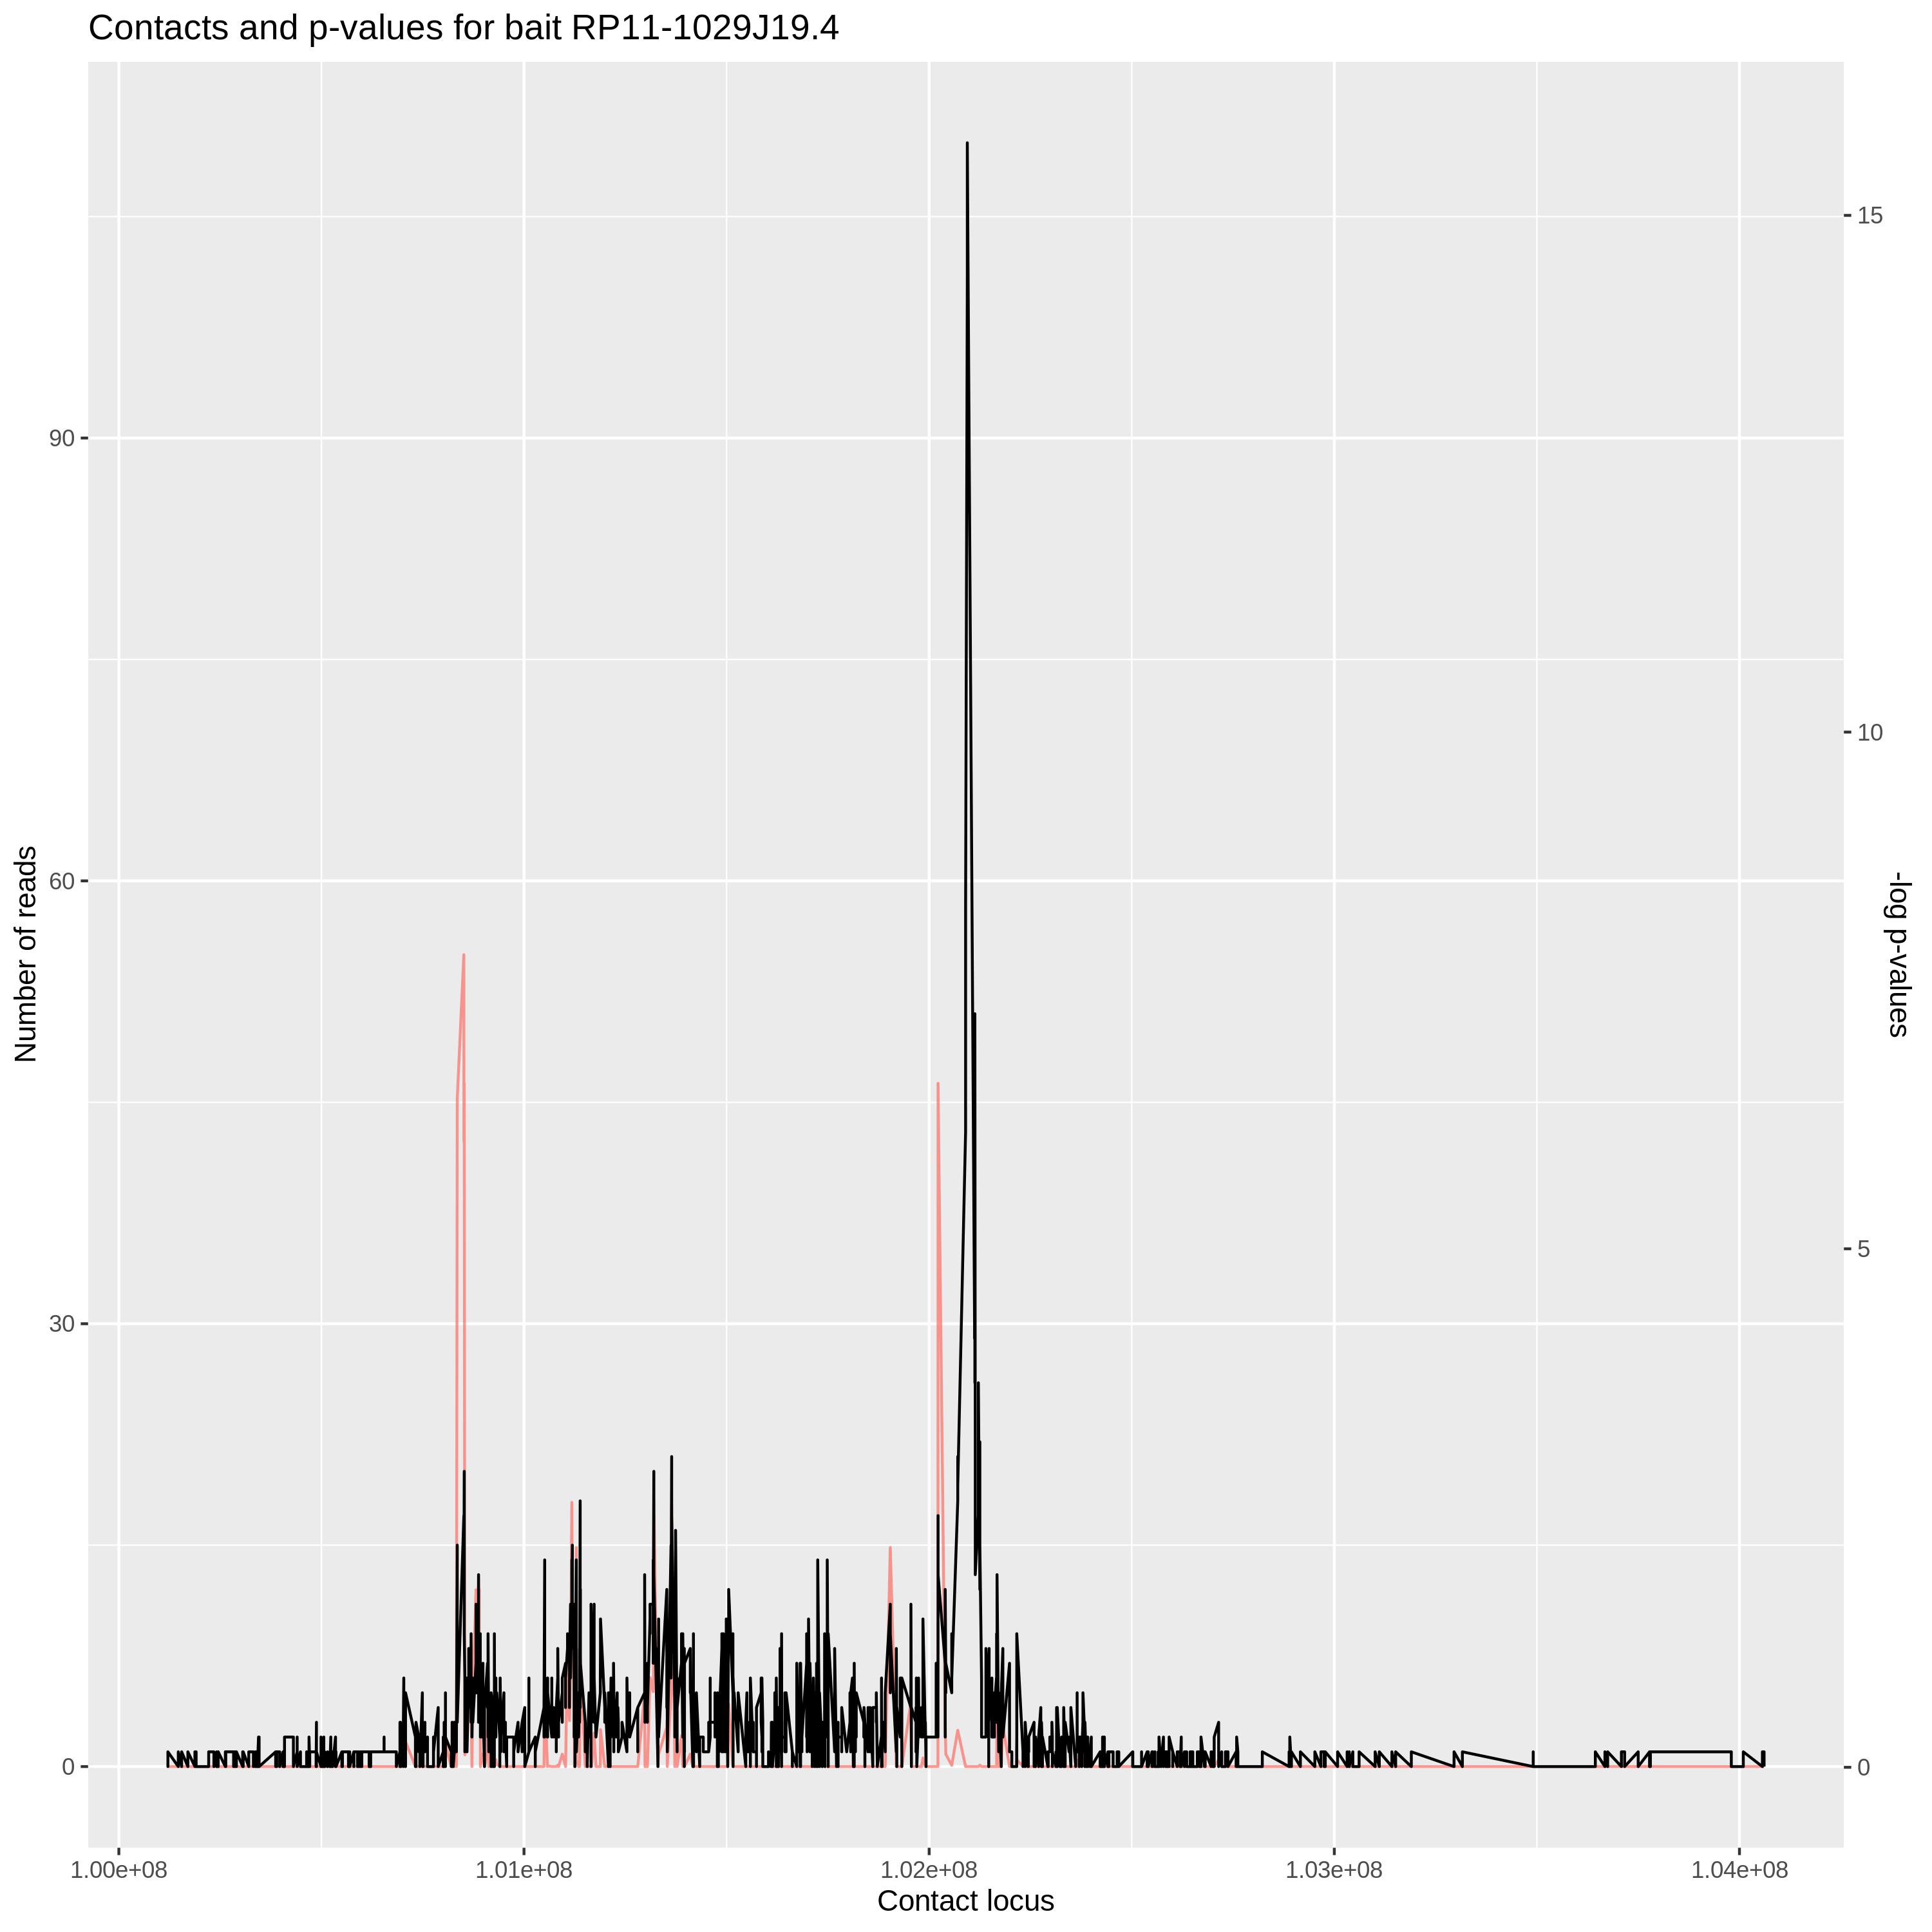 Contacts and p-values for bait RP11-1029J19.4
Number of reads
90
60
30
0
15
10
5
0
-log p-values
1.00e+08
1.01e+08
1.02e+08
1.03e+08
1.04e+08
Contact locus